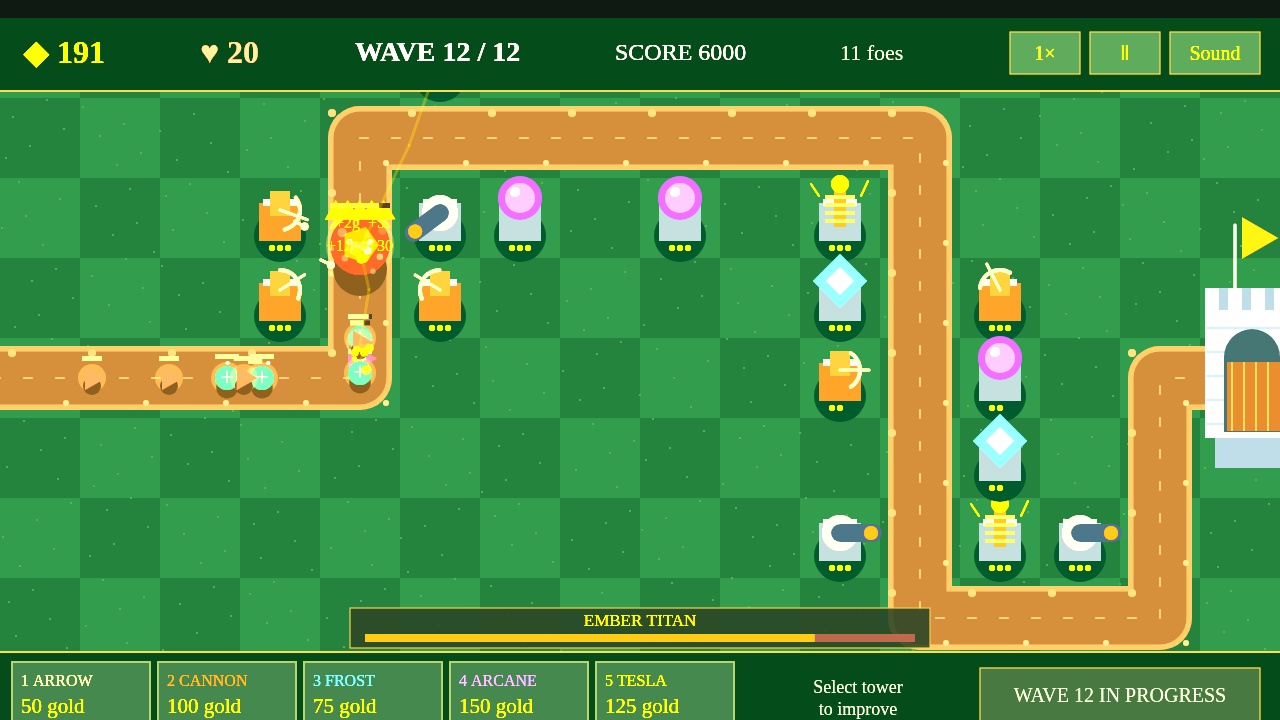 ◆ 191
♥ 20
WAVE 12 / 12
SCORE 6000
11 foes
1×
Ⅱ
Sound
EMBER TITAN
1 ARROW
50 gold
2 CANNON
100 gold
3 FROST
75 gold
4 ARCANE
150 gold
5 TESLA
125 gold
Select tower
to improve
WAVE 12 IN PROGRESS